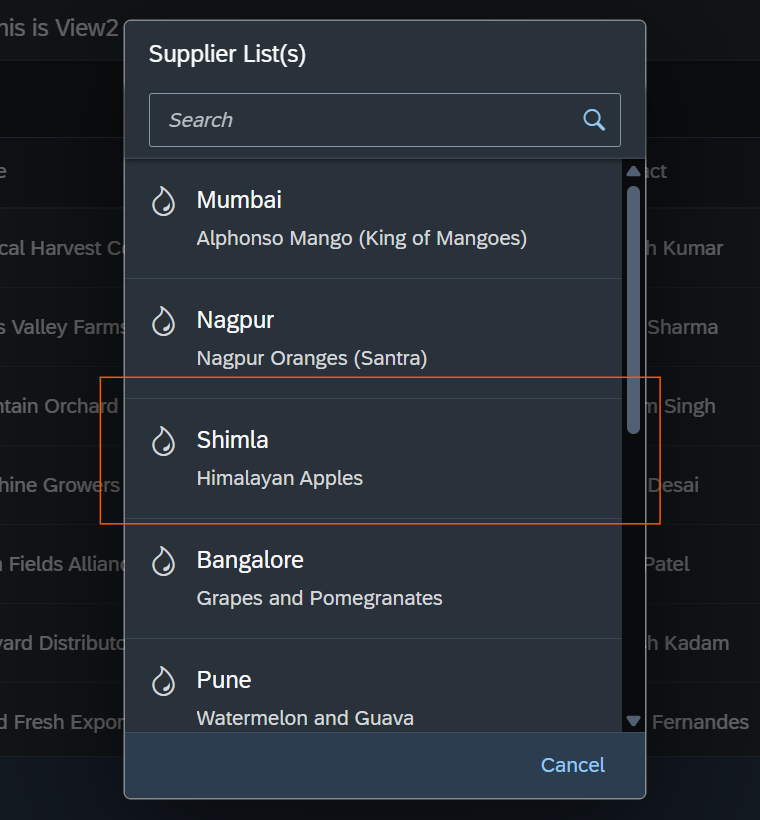 his is View2
Supplier List(s)
Search
e
act
Mumbai
Alphonso Mango (King of Mangoes)
cal Harvest Co
h Kumar
Nagpur
s Valley Farms
Sharma
Nagpur Oranges (Santra)
ntain Orchard
m Singh
Shimla
Himalayan Apples
hine Growers
Desai
Bangalore
n Fields Allianc
Patel
Grapes and Pomegranates
yard Distributo
h Kadam
Pune
Watermelon and Guava
d Fresh Expor
Fernandes
Cancel